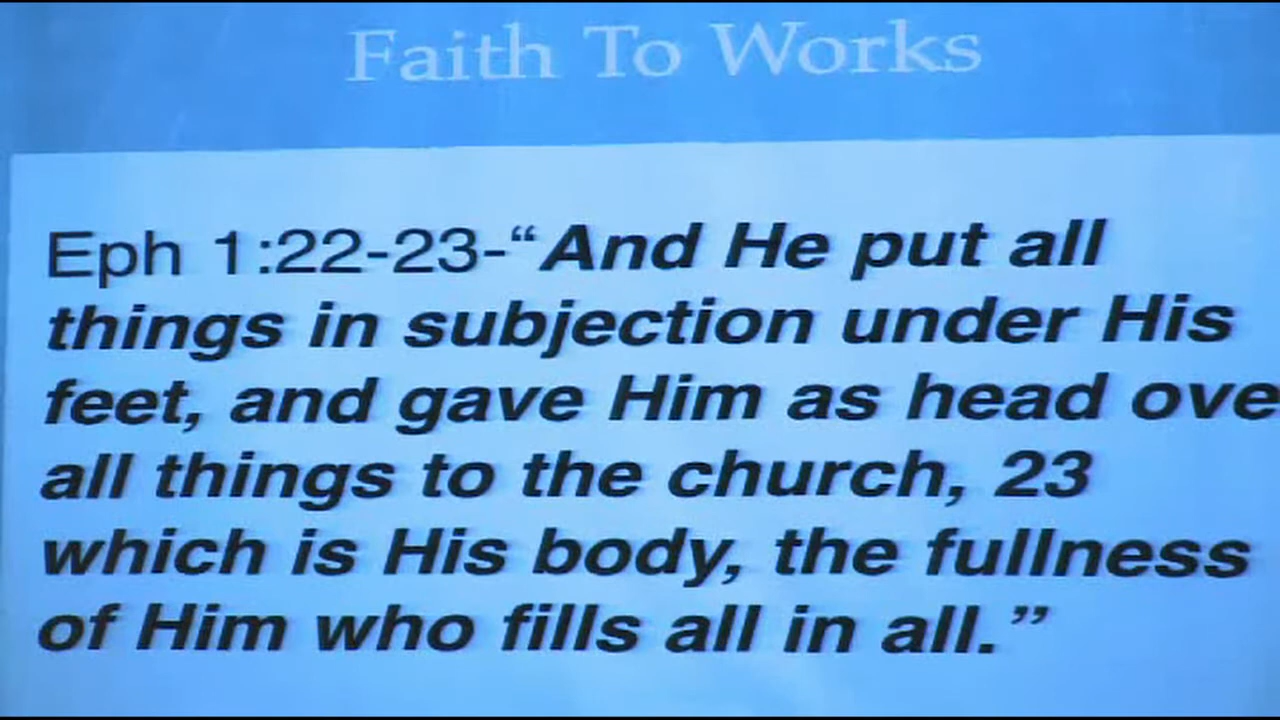 Faith To Works
Eph 1:22-23-“And He put all
things in subjection under His
feet, and gave Him as head ove
all things to the church, 23
which is His body, the fullness
of Him who fills all in all.”